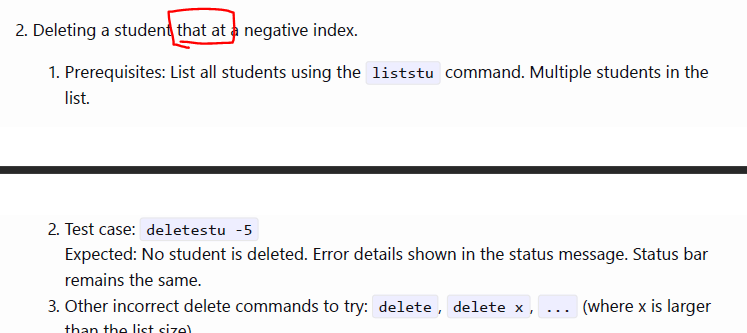 2. Deleting a student that at a negative index.
1. Prerequisites: List all students using the liststu command. Multiple students in the
list.
2. Test case: deletestu -5
Expected: No student is deleted. Error details shown in the status message. Status bar
remains the same.
3. Other incorrect delete commands to try: delete, delete x, ... (where x is larger
than the list size)